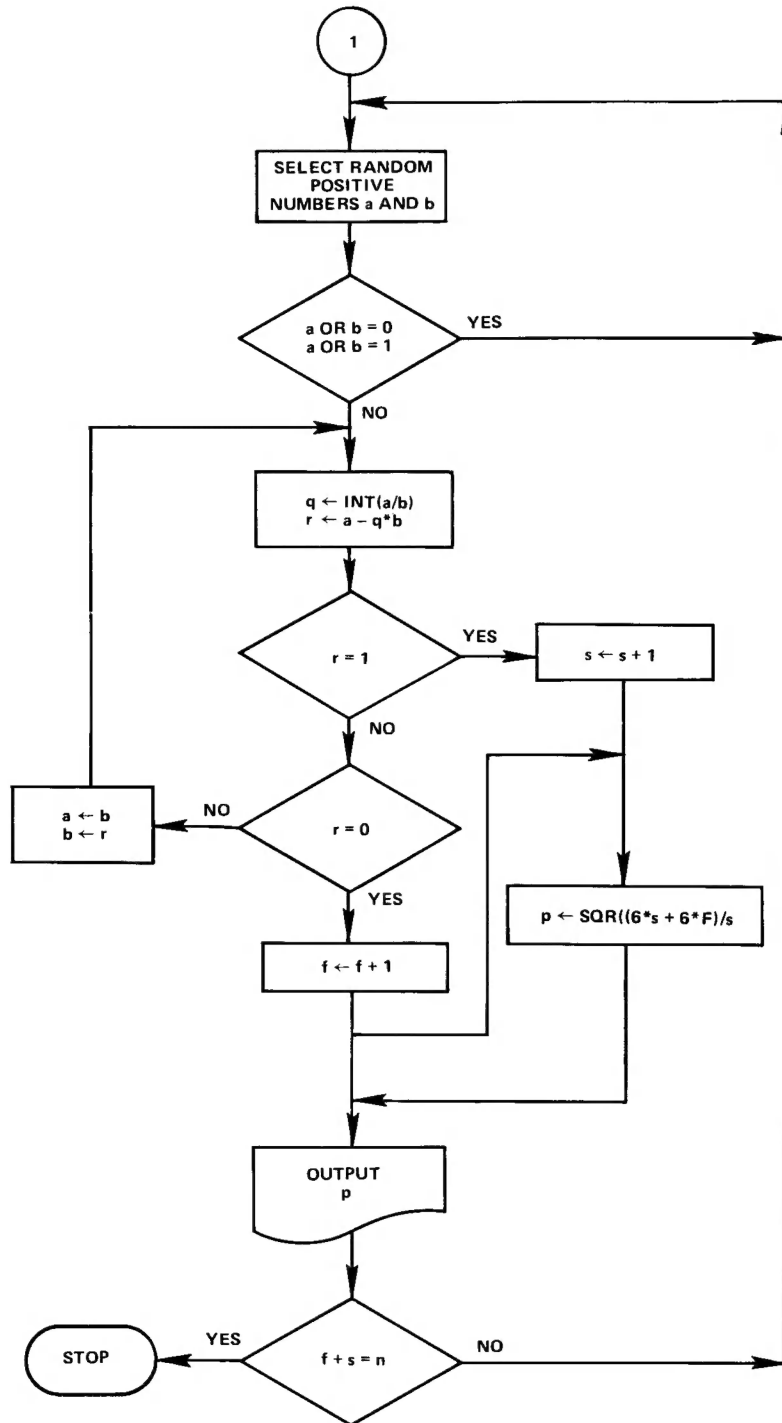 1
SELECT RANDOM
POSITIVE
NUMBERS a AND b
a OR b = 0
a OR b = 1
YES
NO
q ← INT(a/b)
r ← a – q*b
r = 1
YES
s ← s + 1
NO
r = 0
NO
a ← b
b ← r
YES
p ← SQR((6*s + 6*F)/s
f ← f + 1
OUTPUT
p
f + s = n
YES
STOP
NO